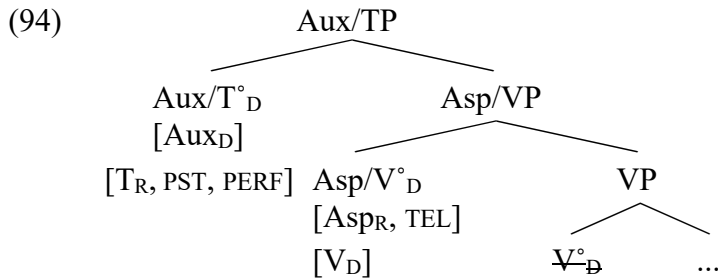 (94) Aux/TP
Aux/T°D Asp/VP
[AuxD]
[TR, PST, PERF] Asp/V°D VP
[AspR, TEL]
[VD] V°D ...